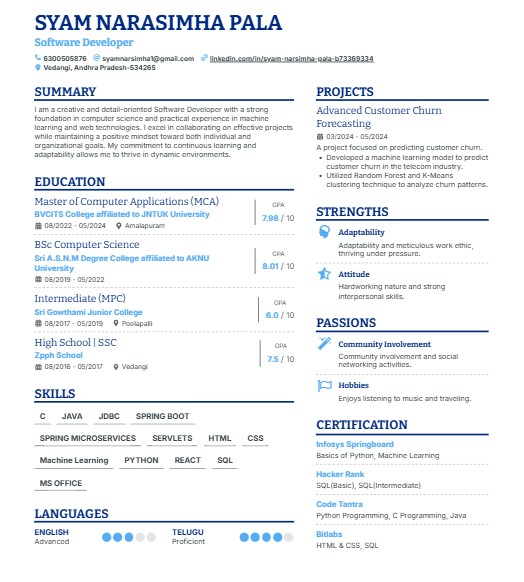 SYAM NARASIMHA PALA
Software Developer
6300505876 syamnarsimha1@gmail.com linkedin.com/in/syam-narsimha-pala-b73369334
Vedangi, Andhra Pradesh-534265
SUMMARY
I am a creative and detail-oriented Software Developer with a strong
foundation in computer science and practical experience in machine
learning and web technologies. I excel in collaborating on effective projects
while maintaining a positive mindset toward both individual and
organizational goals. My commitment to continuous learning and
adaptability allows me to thrive in dynamic environments.
EDUCATION
Master of Computer Applications (MCA)
BVCITS College affiliated to JNTUK University
08/2022 - 05/2024 Amalapuram
GPA
7.98 / 10
BSc Computer Science
Sri A.S.N.M Degree College affiliated to AKNU
University
08/2019 - 05/2022
GPA
8.01 / 10
Intermediate (MPC)
Sri Gowthami Junior College
08/2017 - 05/2019 Poolapalli
GPA
6.0 / 10
High School | SSC
Zpph School
08/2016 - 05/2017 Vedangi
GPA
7.5 / 10
SKILLS
C JAVA JDBC SPRING BOOT
SPRING MICROSERVICES SERVLETS HTML CSS
Machine Learning PYTHON REACT SQL
MS OFFICE
LANGUAGES
ENGLISH
Advanced
TELUGU
Proficient
PROJECTS
Advanced Customer Churn
Forecasting
03/2024 - 05/2024
A project focused on predicting customer churn.
• Developed a machine learning model to predict
customer churn in the telecom industry.
• Utilized Random Forest and K-Means
clustering technique to analyze churn patterns.
STRENGTHS
Adaptability
Adaptability and meticulous work ethic,
thriving under pressure.
Attitude
Hardworking nature and strong
interpersonal skills.
PASSIONS
Community Involvement
Community involvement and social
networking activities.
Hobbies
Enjoys listening to music and traveling.
CERTIFICATION
Infosys Springboard
Basics of Python, Machine Learning
Hacker Rank
SQL(Basic), SQL(Intermediate)
Code Tantra
Python Programming, C Programming, Java
Bitlabs
HTML & CSS, SQL